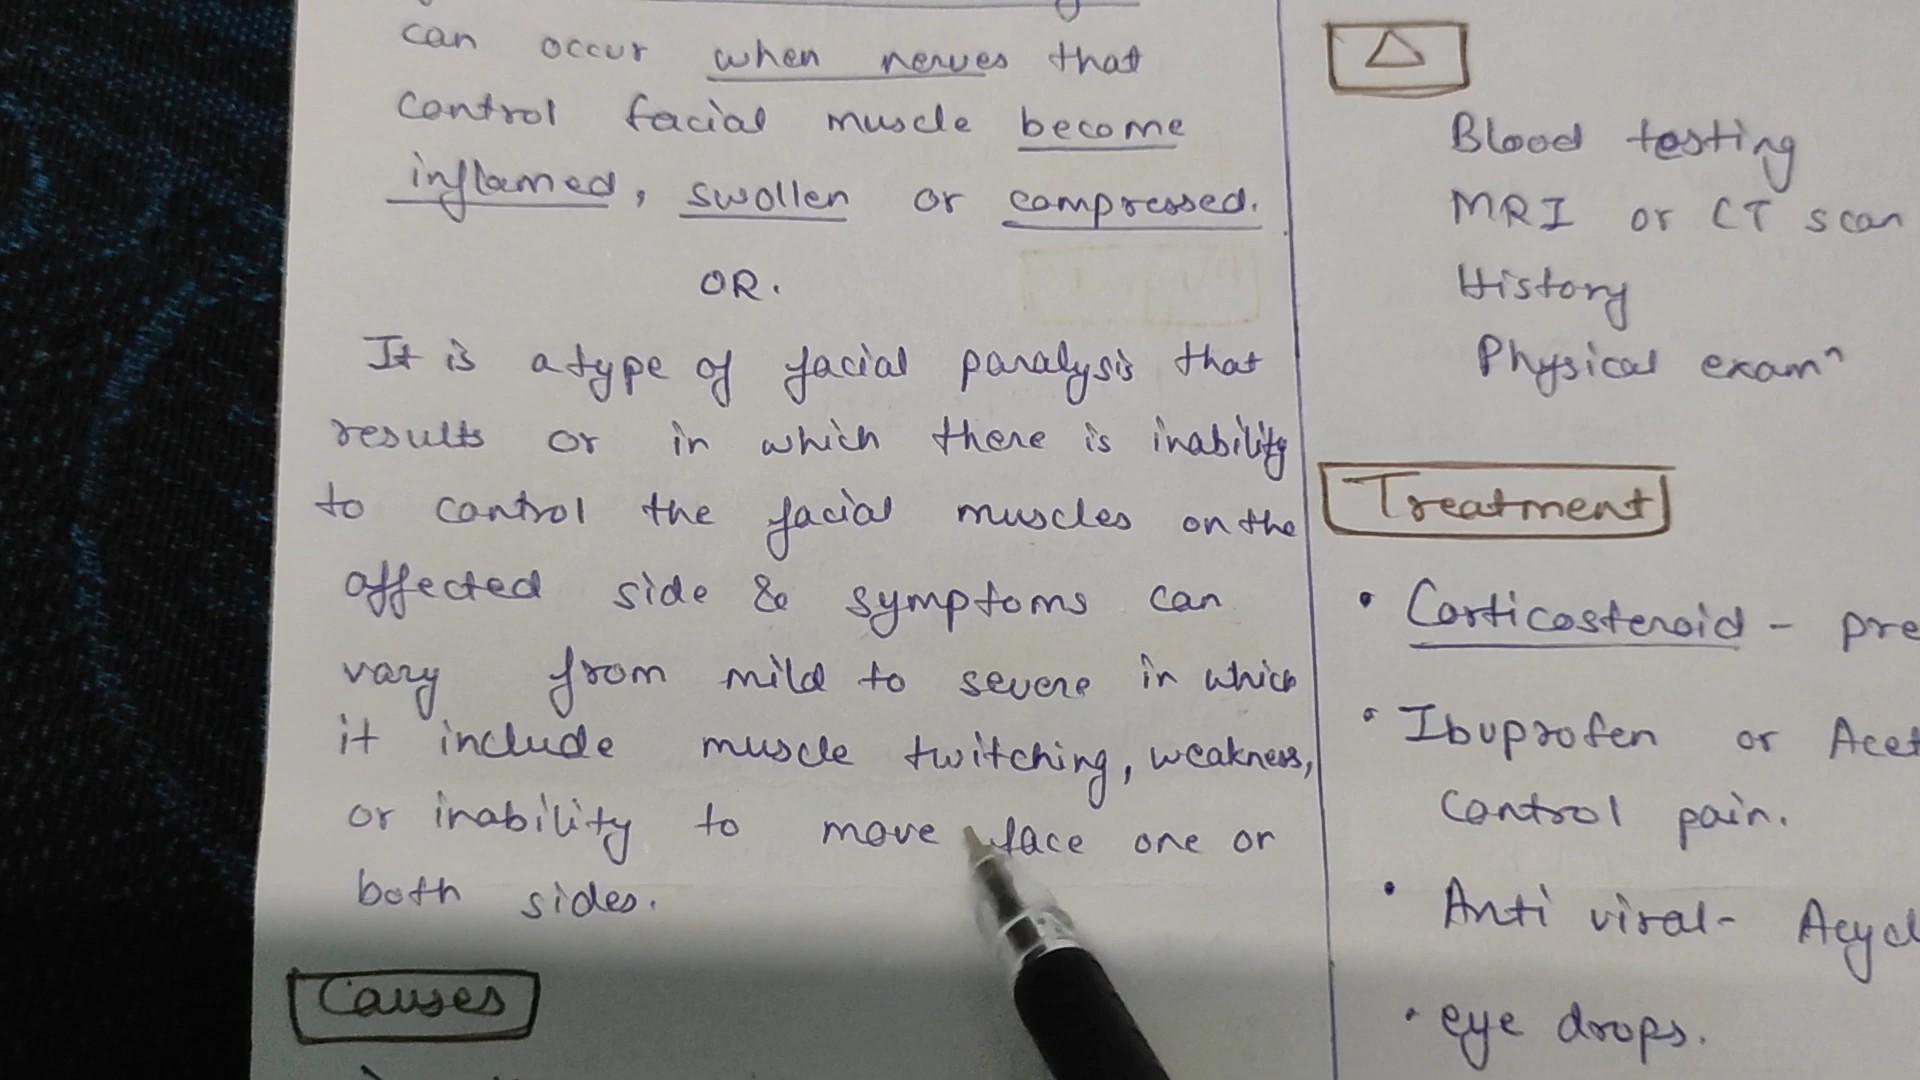 can occur when nerves that
control facial muscle become
inflamed, swollen or compressed.
OR.
It is a type of facial paralysis that
results or in which there is inability
to control the facial muscles on the
affected side & symptoms can
vary from mild to severe in which
it include muscle twitching, weakness,
or inability to move face one or
both sides.
Causes
△
Blood testing
MRI or CT scan
History
Physical examⁿ
Treatment
• Corticosteroid - pre
• Ibuprofen or Acet
control pain.
• Anti viral- Acycl
• eye drops.